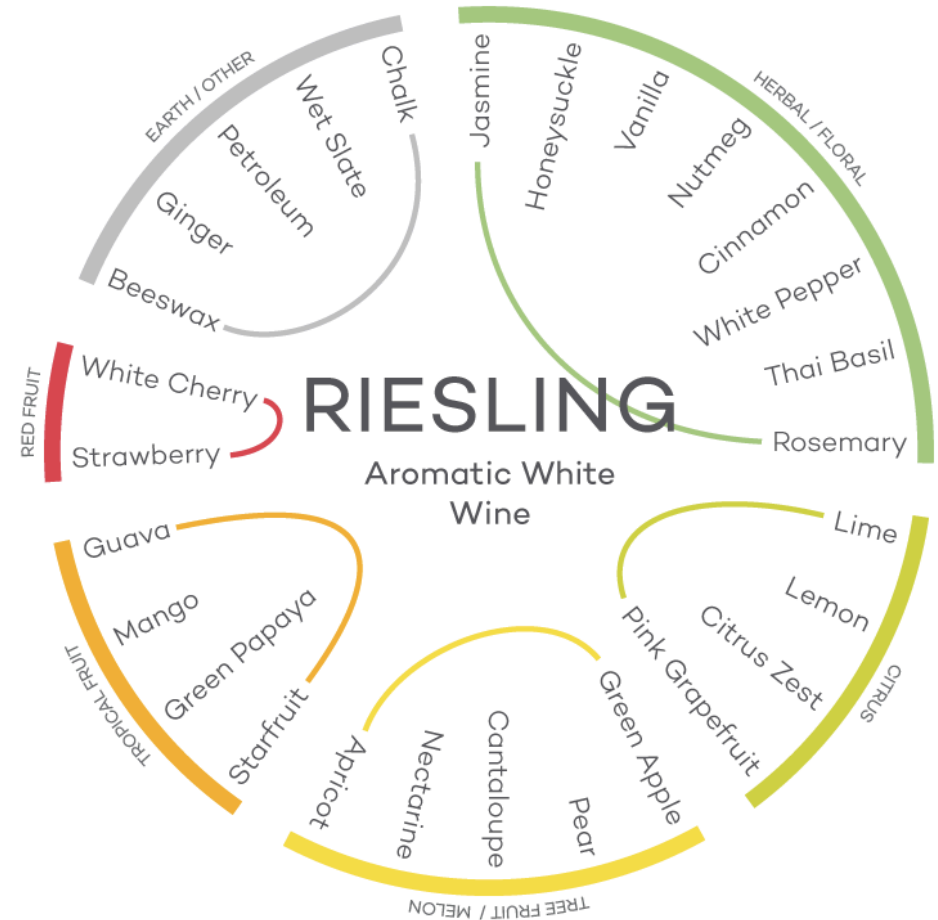 RIESLING
Aromatic White
Wine
HERBAL / FLORAL
Jasmine
Honeysuckle
Vanilla
Nutmeg
Cinnamon
White Pepper
Thai Basil
Rosemary
CITRUS
Lime
Lemon
Citrus Zest
Pink Grapefruit
TREE FRUIT / MELON
Green Apple
Pear
Cantaloupe
Nectarine
Apricot
TROPICAL FRUIT
Starfruit
Green Papaya
Mango
Guava
RED FRUIT
Strawberry
White Cherry
EARTH / OTHER
Beeswax
Ginger
Petroleum
Wet Slate
Chalk